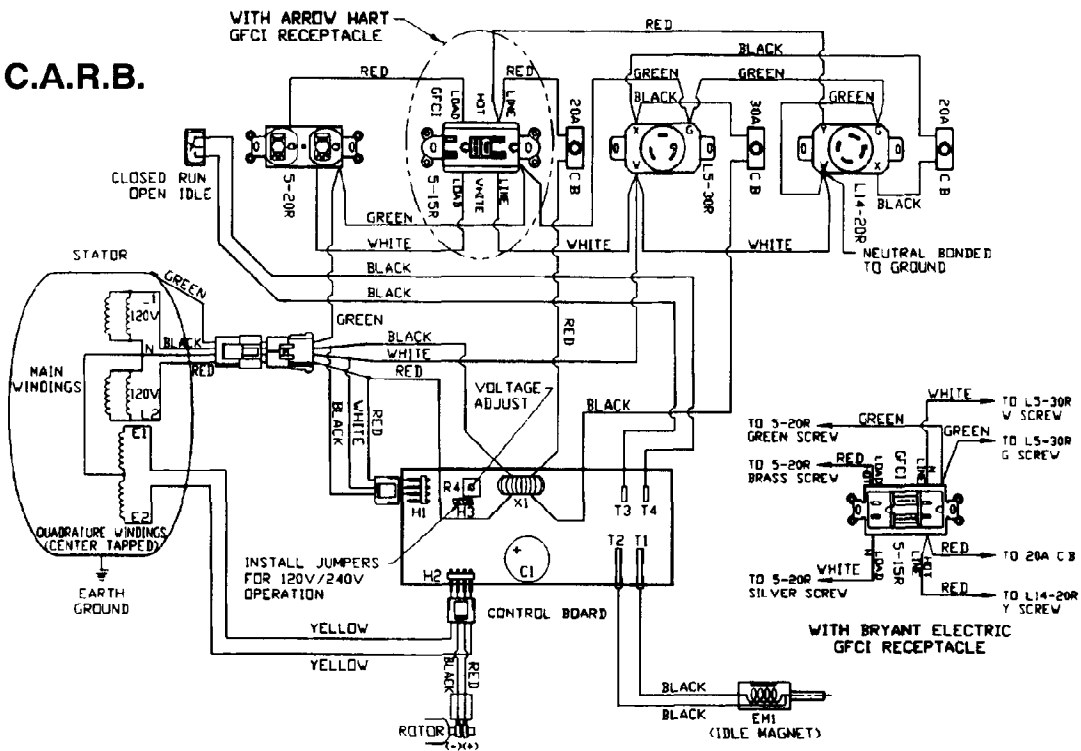 C.A.R.B.
WITH ARROW HART
GFCI RECEPTACLE
RED
BLACK
RED
RED
GREEN
GREEN
BLACK
GREEN
GFCI
LOAD
HOT
LINE
20A
C B
30A
C B
20A
C B
X
G
W
Y
G
W
X
5-20R
5-15R
LOAD
WHITE
LINE
L5-30R
L14-20R
BLACK
CLOSED RUN
OPEN IDLE
GREEN
WHITE
WHITE
WHITE
NEUTRAL BONDED
TO GROUND
BLACK
BLACK
STATOR
GREEN
GREEN
L1
120V
N
BLACK
RED
MAIN
WINDINGS
120V
L2
E1
E2
QUADRATURE WINDINGS
(CENTER TAPPED)
EARTH
GROUND
BLACK
WHITE
RED
BLACK
WHITE
RED
RED
VOLTAGE
ADJUST
BLACK
R4
H1
H3
X1
T3 T4
T2 T1
+
C1
H2
INSTALL JUMPERS
FOR 120V/240V
OPERATION
CONTROL BOARD
YELLOW
YELLOW
BLACK
RED
ROTOR
(-)(+)
BLACK
BLACK
EM1
(IDLE MAGNET)
WHITE
TO L5-30R
W SCREW
TO 5-20R
GREEN SCREW
GREEN
GREEN
TO L5-30R
G SCREW
TO 5-20R
BRASS SCREW
RED
HOT
LOAD
GFCI
LINE
N
WHITE
TO 5-20R
SILVER SCREW
N
LOAD
5-15R
LINE
HOT
RED
TO 20A C B
RED
TO L14-20R
Y SCREW
WITH BRYANT ELECTRIC
GFCI RECEPTACLE